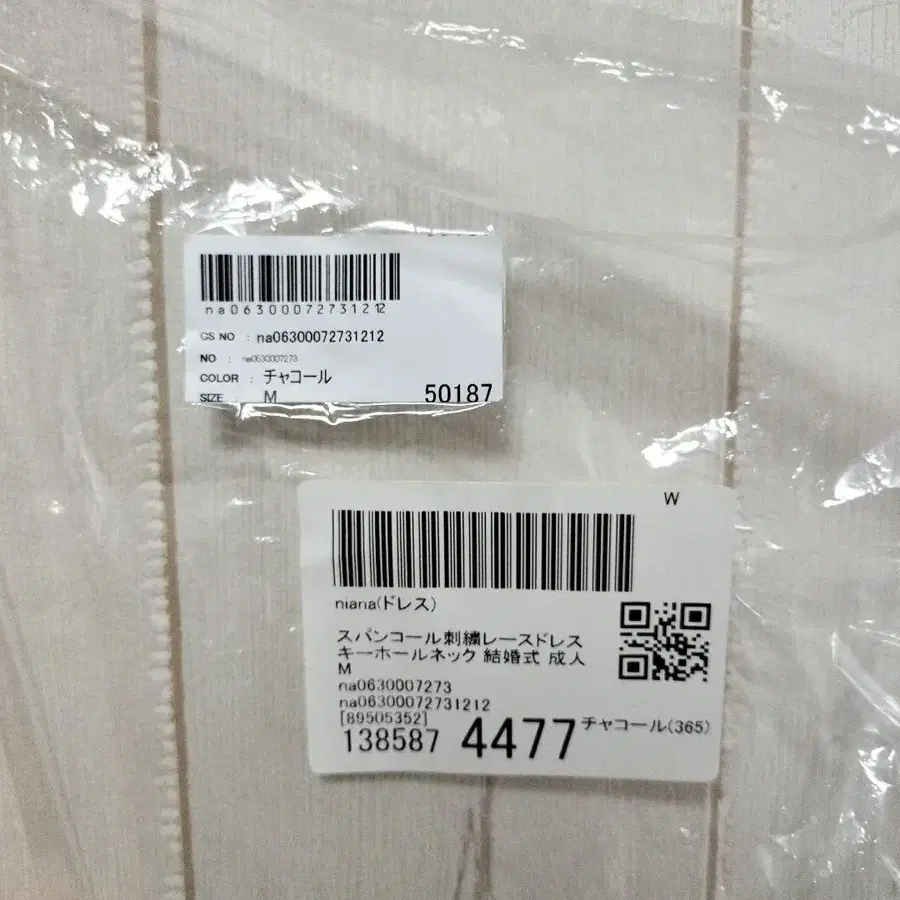 na06300072731212
CS NO : na06300072731212
NO : na0630007273
COLOR : チャコール
SIZE : M
50187
W
niana(ドレス)
スパンコール刺繍レースドレス
キーホールネック 結婚式 成人
M
na0630007273
na06300072731212
[89505352]
138587 4477 チャコール(365)